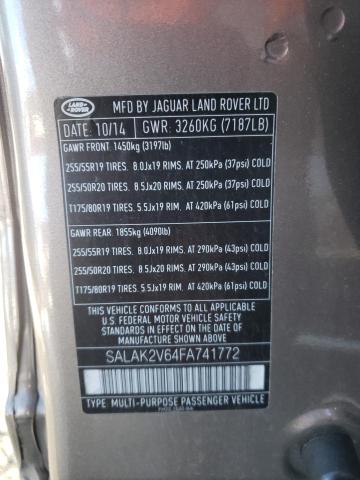 LAND ROVER
MFD BY JAGUAR LAND ROVER LTD
DATE: 10/14 GWR: 3260KG (7187LB)
GAWR FRONT: 1450kg (3197lb)
255/55R19 TIRES. 8.0Jx19 RIMS. AT 250kPa (37psi) COLD
255/50R20 TIRES. 8.5Jx20 RIMS. AT 250kPa (37psi) COLD
T175/80R19 TIRES. 5.5Jx19 RIM. AT 420kPa (61psi) COLD
GAWR REAR: 1855kg (4090lb)
255/55R19 TIRES. 8.0Jx19 RIMS. AT 290kPa (43psi) COLD
255/50R20 TIRES. 8.5Jx20 RIMS. AT 290kPa (43psi) COLD
T175/80R19 TIRES. 5.5Jx19 RIM. AT 420kPa (61psi) COLD
THIS VEHICLE CONFORMS TO ALL APPLICABLE
U.S. FEDERAL MOTOR VEHICLE SAFETY
STANDARDS IN EFFECT ON THE DATE
OF MANUFACTURE SHOWN ABOVE.
SALAK2V64FA741772
TYPE: MULTI-PURPOSE PASSENGER VEHICLE